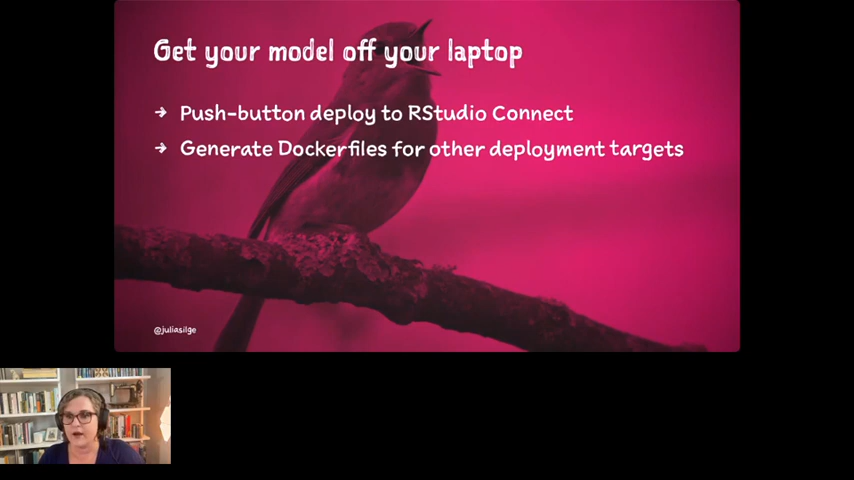 Get your model off your laptop
→ Push-button deploy to RStudio Connect
→ Generate Dockerfiles for other deployment targets
@juliasilge